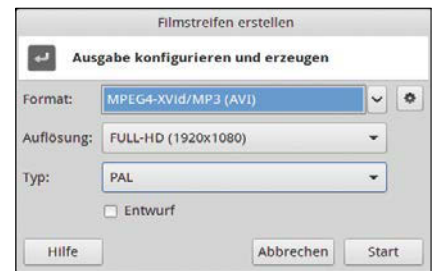 Filmstreifen erstellen
Ausgabe konfigurieren und erzeugen
Format: MPEG4-XVid/MP3 (AVI)
Auflösung: FULL-HD (1920x1080)
Typ: PAL
Entwurf
Hilfe Abbrechen Start